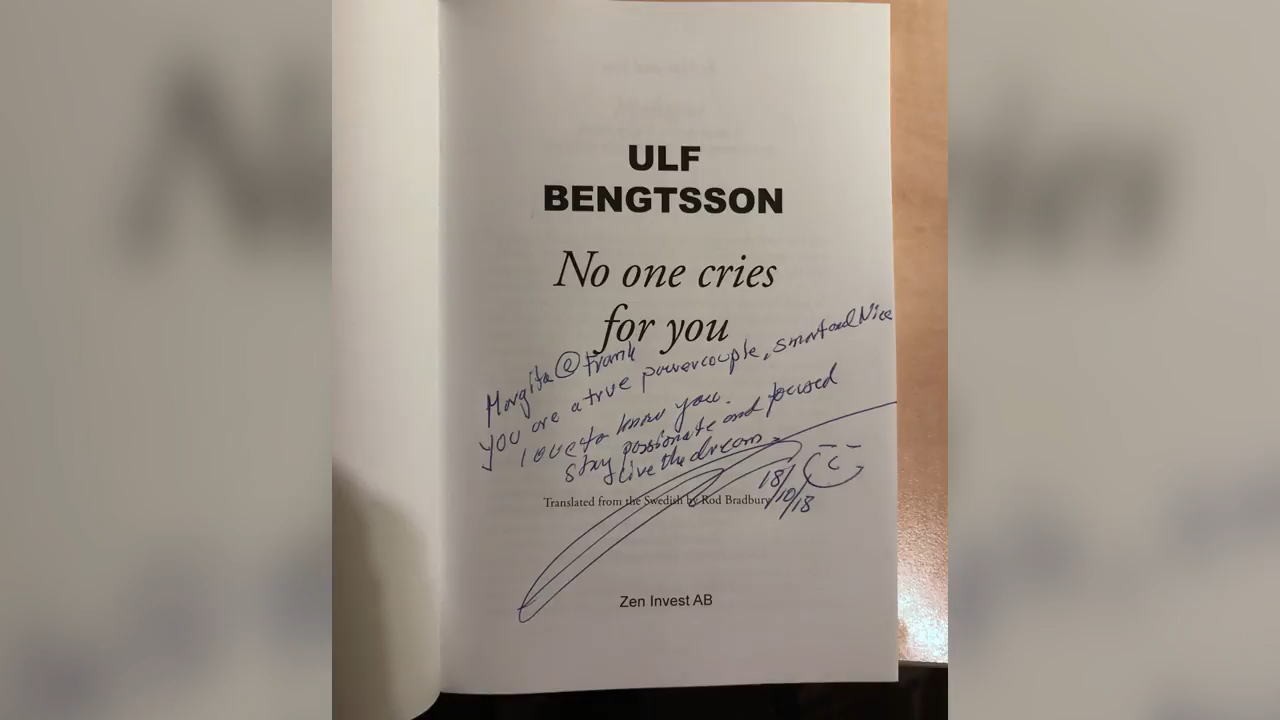 ULF
BENGTSSON
No one cries
for you
Margita @ Frank
you are a true powercouple, smart and Nice
love to know you.
Stay passionate and focused
Live the dream
Translated from the Swedish by Rod Bradbury
18/10/18
Zen Invest AB